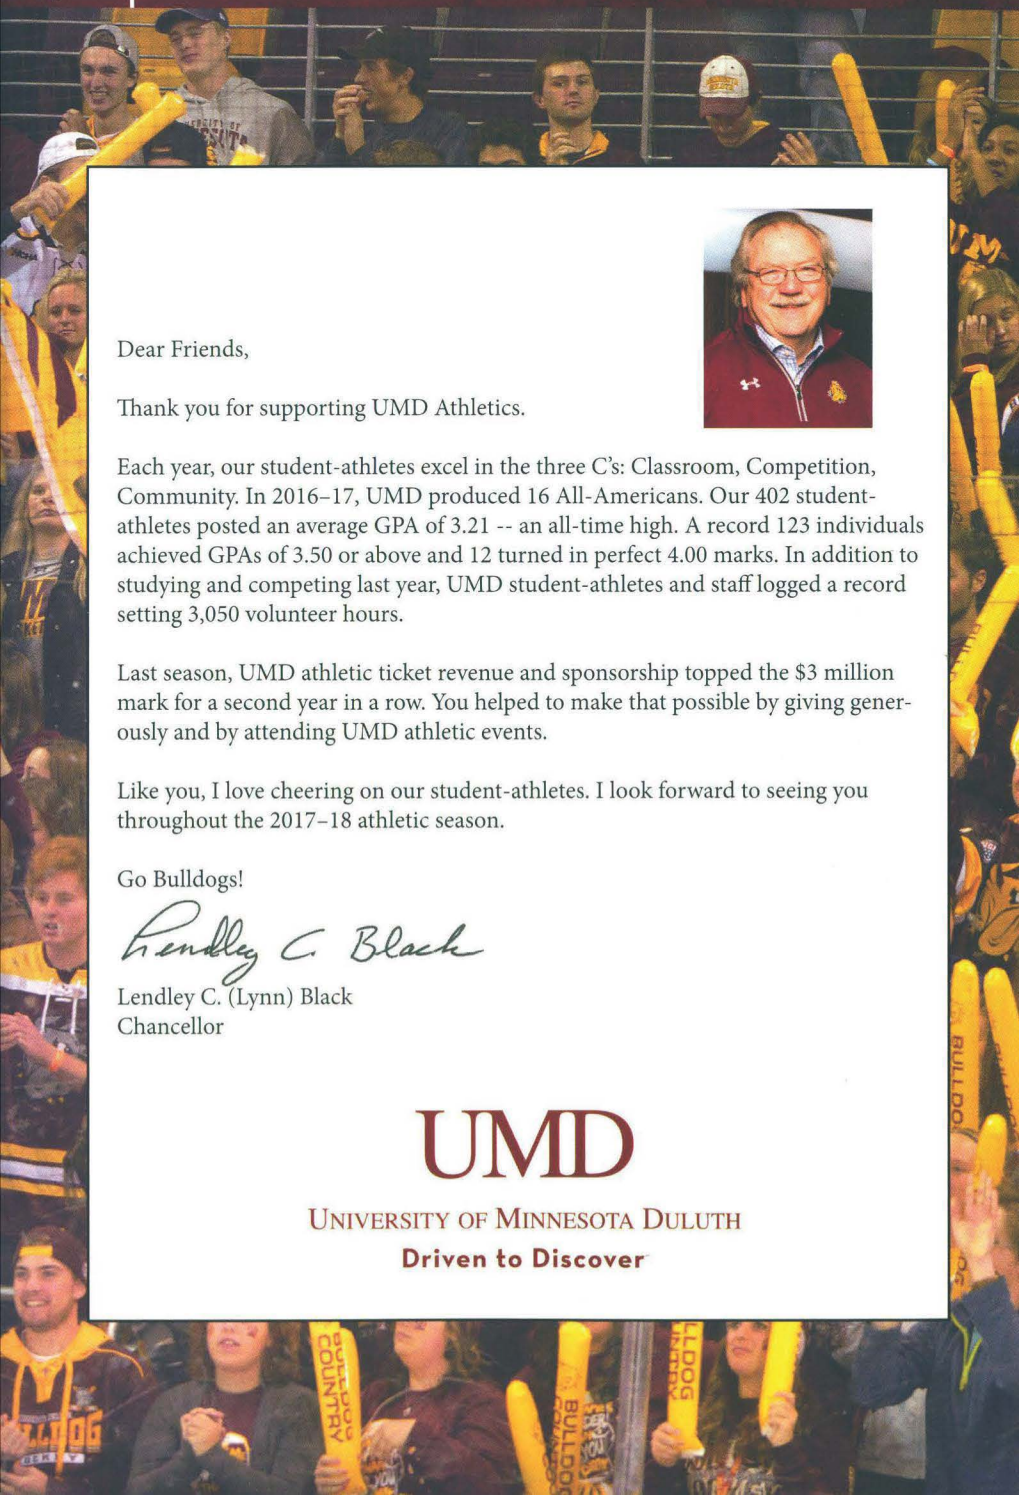 UNIVERSITY OF
NCHA
UM
Dear Friends,
Thank you for supporting UMD Athletics.
Each year, our student-athletes excel in the three C's: Classroom, Competition,
Community. In 2016–17, UMD produced 16 All-Americans. Our 402 student-
athletes posted an average GPA of 3.21 -- an all-time high. A record 123 individuals
achieved GPAs of 3.50 or above and 12 turned in perfect 4.00 marks. In addition to
studying and competing last year, UMD student-athletes and staff logged a record
setting 3,050 volunteer hours.
Last season, UMD athletic ticket revenue and sponsorship topped the $3 million
mark for a second year in a row. You helped to make that possible by giving gener-
ously and by attending UMD athletic events.
Like you, I love cheering on our student-athletes. I look forward to seeing you
throughout the 2017–18 athletic season.
Go Bulldogs!
Lendley C. Black
Lendley C. (Lynn) Black
Chancellor
UMD
UNIVERSITY OF MINNESOTA DULUTH
Driven to Discover
BULLDO
BULLDOG
COUNTRY
BULLDOG
LLDOG
UNTRY